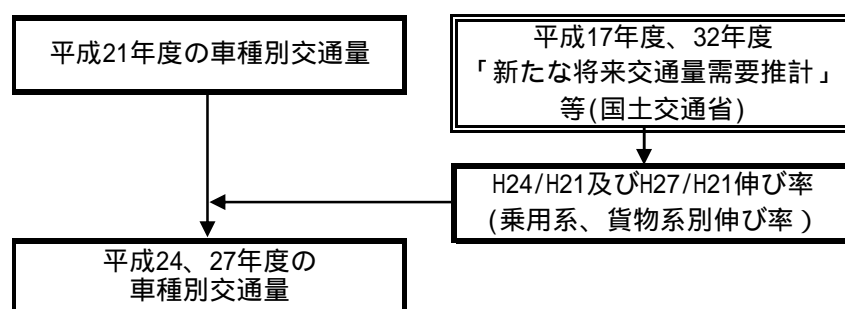 平成21年度の車種別交通量
平成17年度、32年度
「新たな将来交通量需要推計」
等(国土交通省)
H24/H21及びH27/H21伸び率
(乗用系、貨物系別伸び率)
平成24、27年度の
車種別交通量